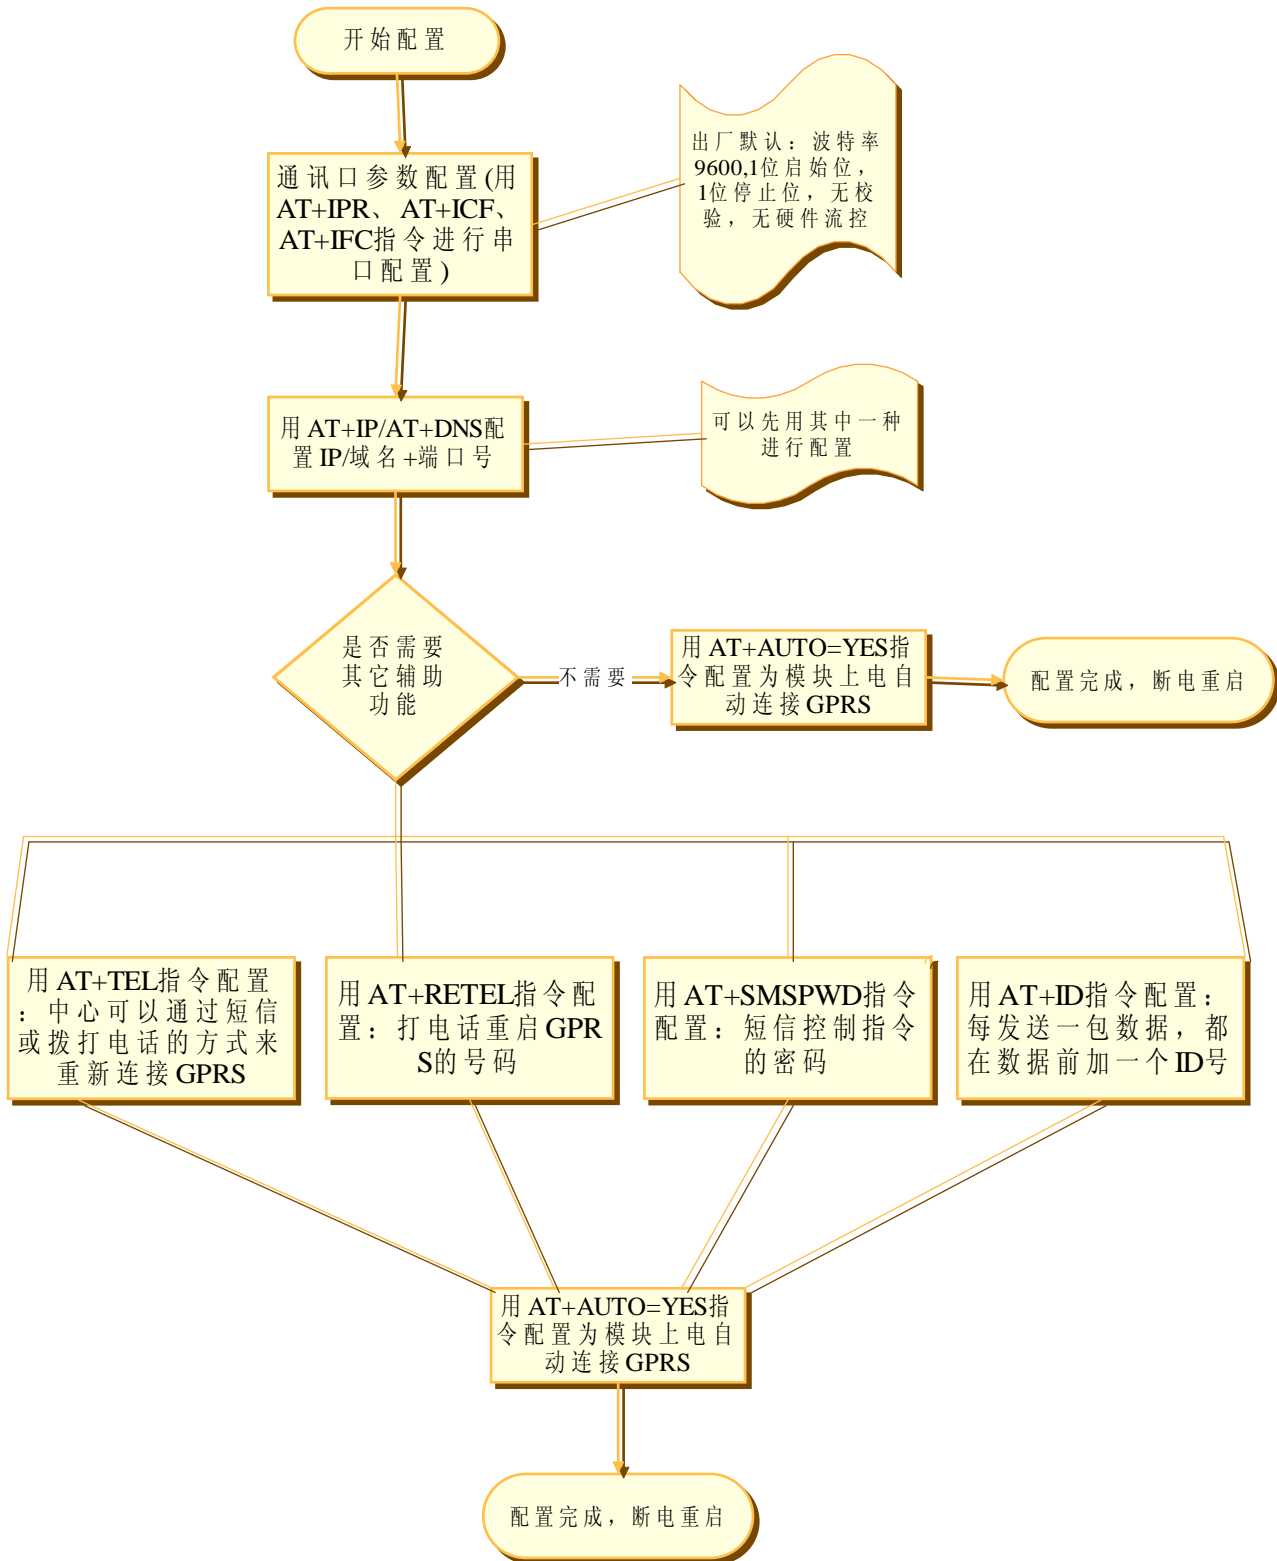 开始配置
出厂默认：波特率
9600,1位启始位，
1位停止位，无校
验，无硬件流控
通讯口参数配置(用
AT+IPR、AT+ICF、
AT+IFC指令进行串
口配置)
用AT+IP/AT+DNS配
置IP/域名+端口号
可以先用其中一种
进行配置
是否需要
其它辅助
功能
不需要
用AT+AUTO=YES指
令配置为模块上电自
动连接GPRS
配置完成，断电重启
用AT+TEL指令配置
：中心可以通过短信
或拨打电话的方式来
重新连接GPRS
用AT+RETEL指令配
置：打电话重启GPR
S的号码
用AT+SMSPWD指令
配置：短信控制指令
的密码
用AT+ID指令配置：
每发送一包数据，都
在数据前加一个ID号
用AT+AUTO=YES指
令配置为模块上电自
动连接GPRS
配置完成，断电重启